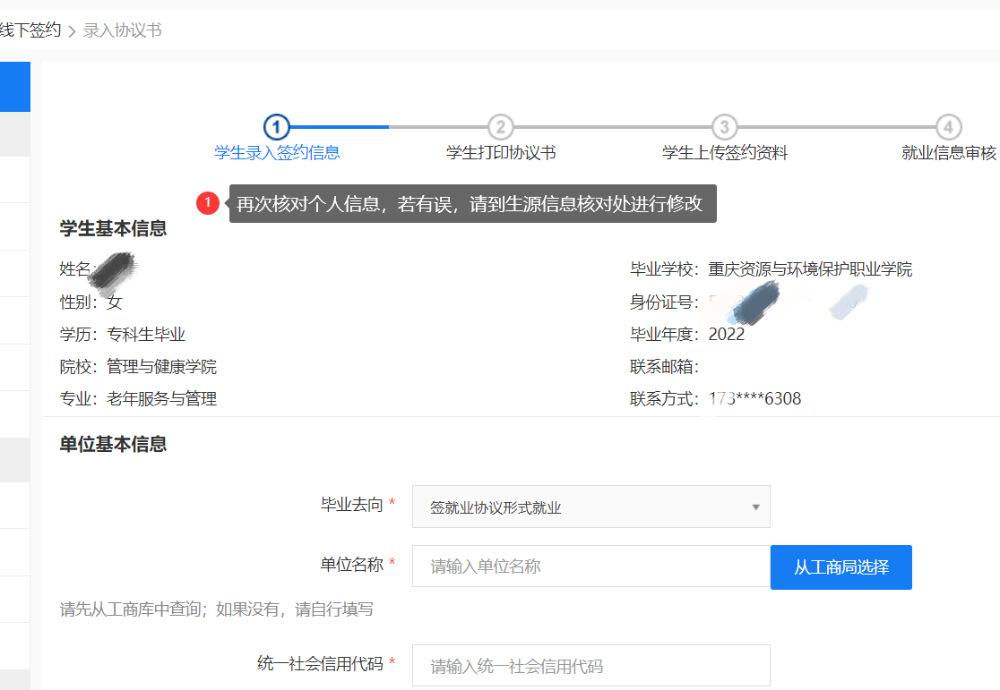 线下签约 > 录入协议书
1 2 3 4
学生录入签约信息 学生打印协议书 学生上传签约资料 就业信息审核
1 再次核对个人信息，若有误，请到生源信息核对处进行修改
学生基本信息
姓名: 毕业学校：重庆资源与环境保护职业学院
性别：女 身份证号：
学历：专科生毕业 毕业年度：2022
院校：管理与健康学院 联系邮箱：
专业：老年服务与管理 联系方式：173****6308
单位基本信息
毕业去向 * 签就业协议形式就业
单位名称 * 请输入单位名称 从工商局选择
请先从工商库中查询；如果没有，请自行填写
统一社会信用代码 * 请输入统一社会信用代码